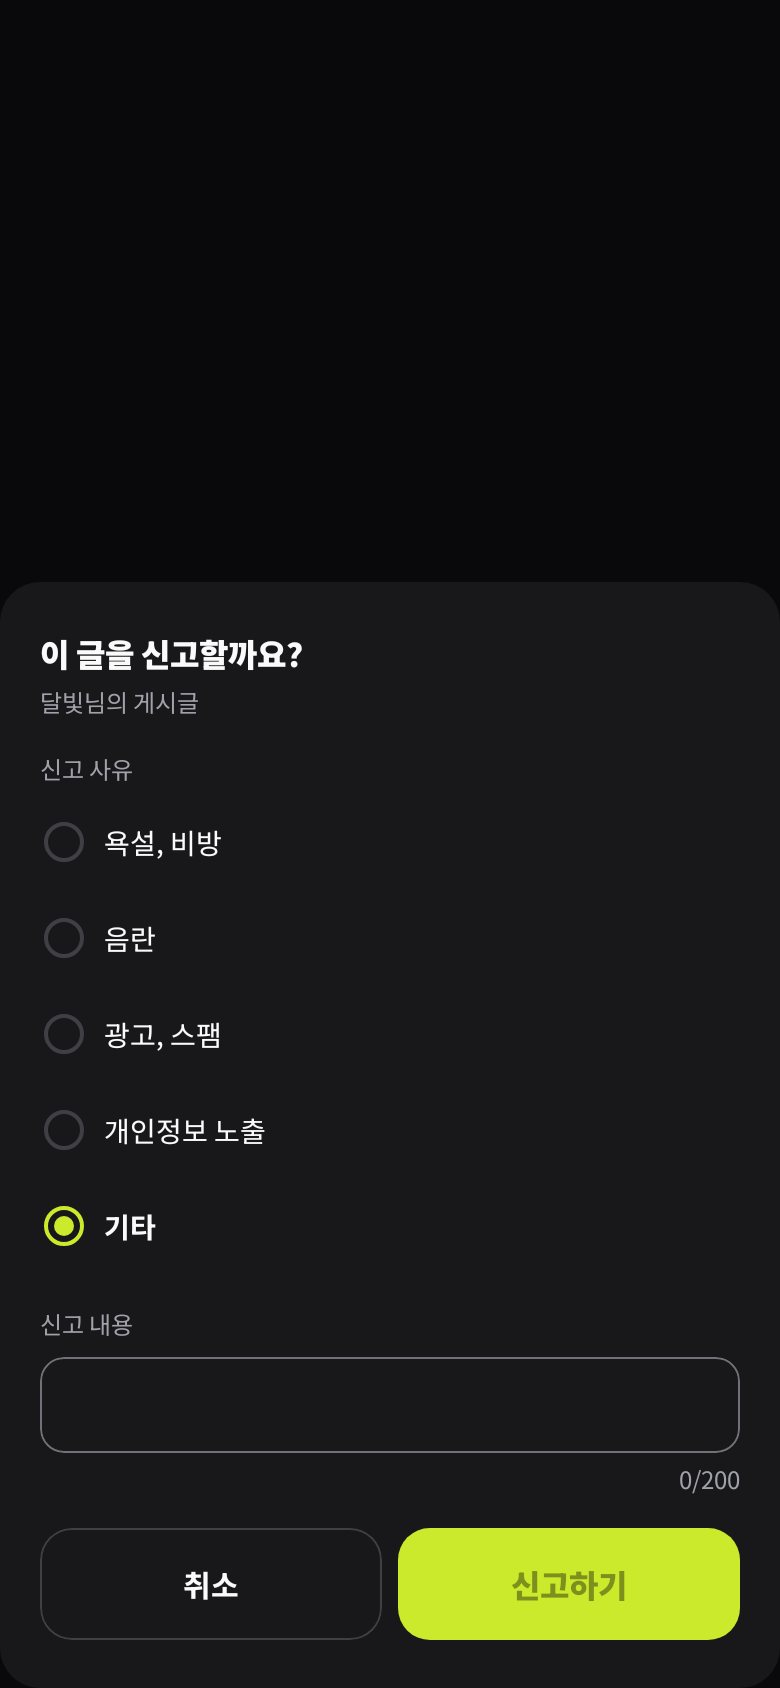 이 글을 신고할까요?
달빛님의 게시글
신고 사유
욕설, 비방
음란
광고, 스팸
개인정보 노출
기타
신고 내용
0/200
취소
신고하기